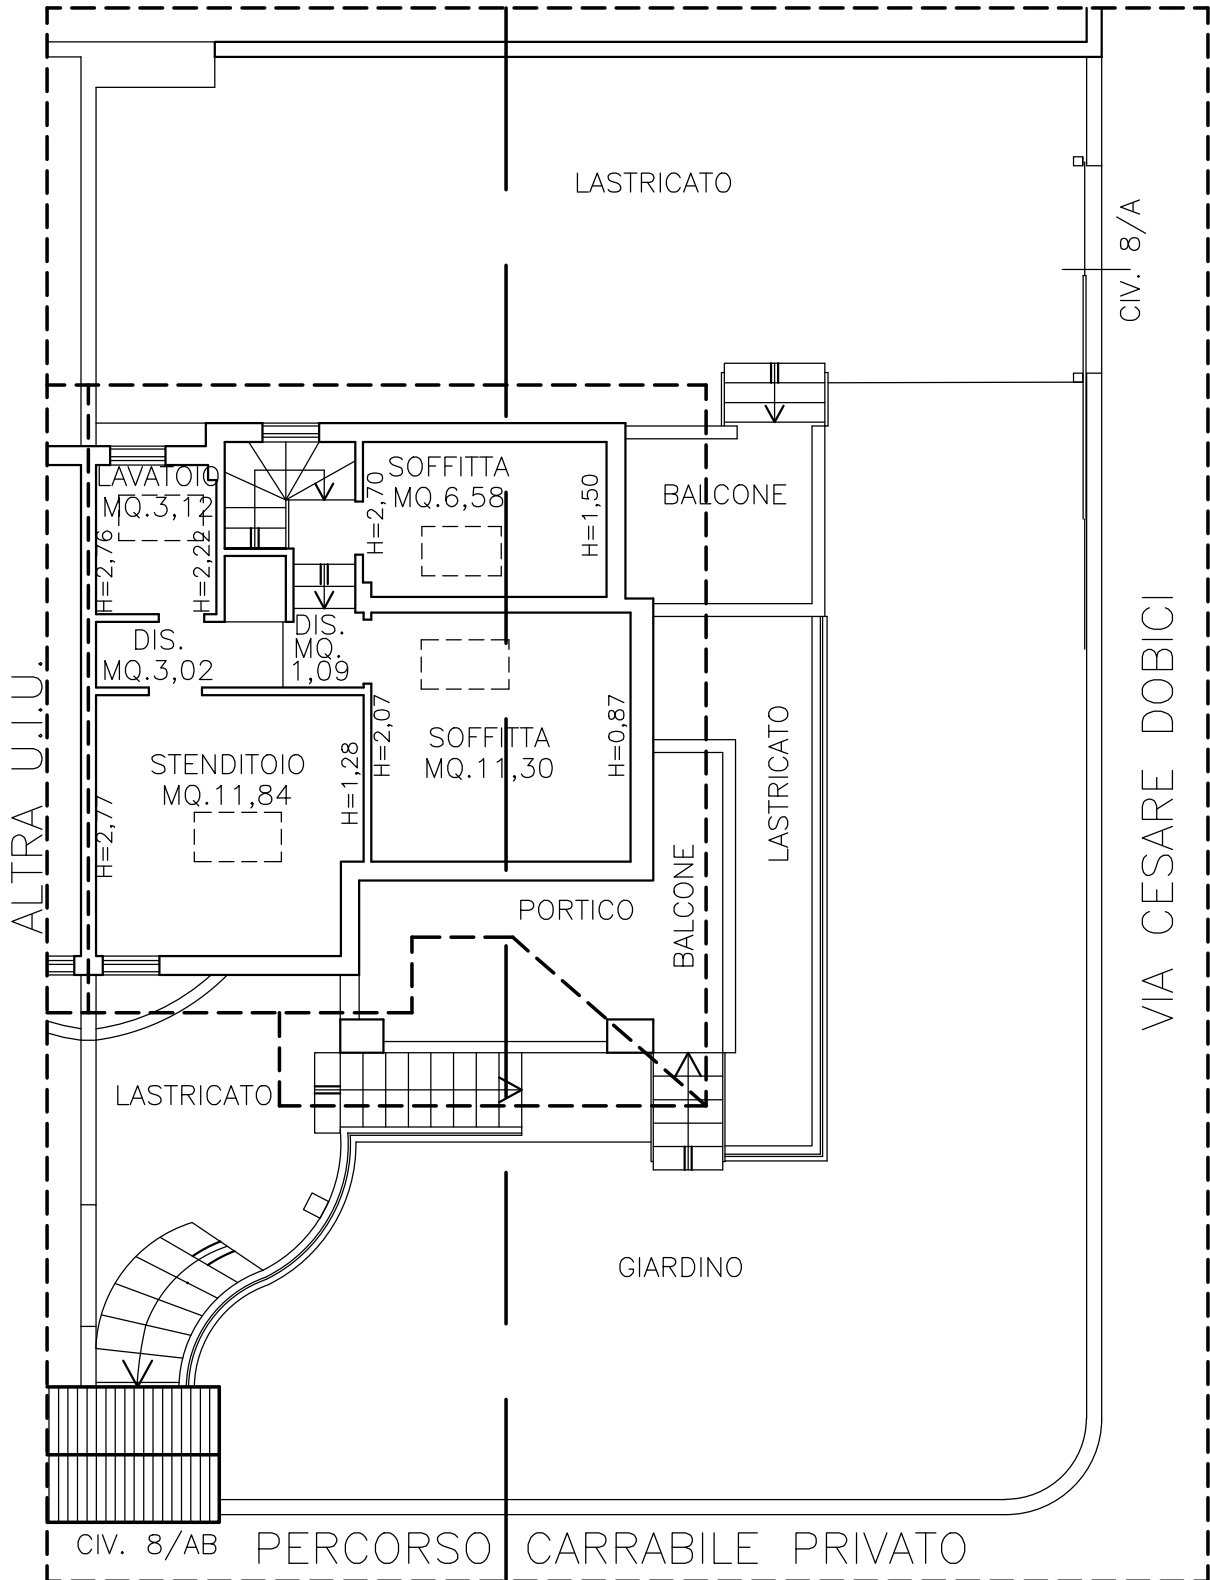 LASTRICATO
CIV. 8/A
LAVATOIO
MQ.3,12
H=2,76
H=2,22
SOFFITTA
MQ.6,58
H=2,70
H=1,50
BALCONE
DIS.
MQ.3,02
DIS.
MQ.
1,09
ALTRA U.I.U.
STENDITOIO
MQ.11,84
H=2,77
H=1,28
SOFFITTA
MQ.11,30
H=2,07
H=0,87
LASTRICATO
BALCONE
VIA CESARE DOBICI
PORTICO
LASTRICATO
GIARDINO
CIV. 8/AB
PERCORSO CARRABILE PRIVATO